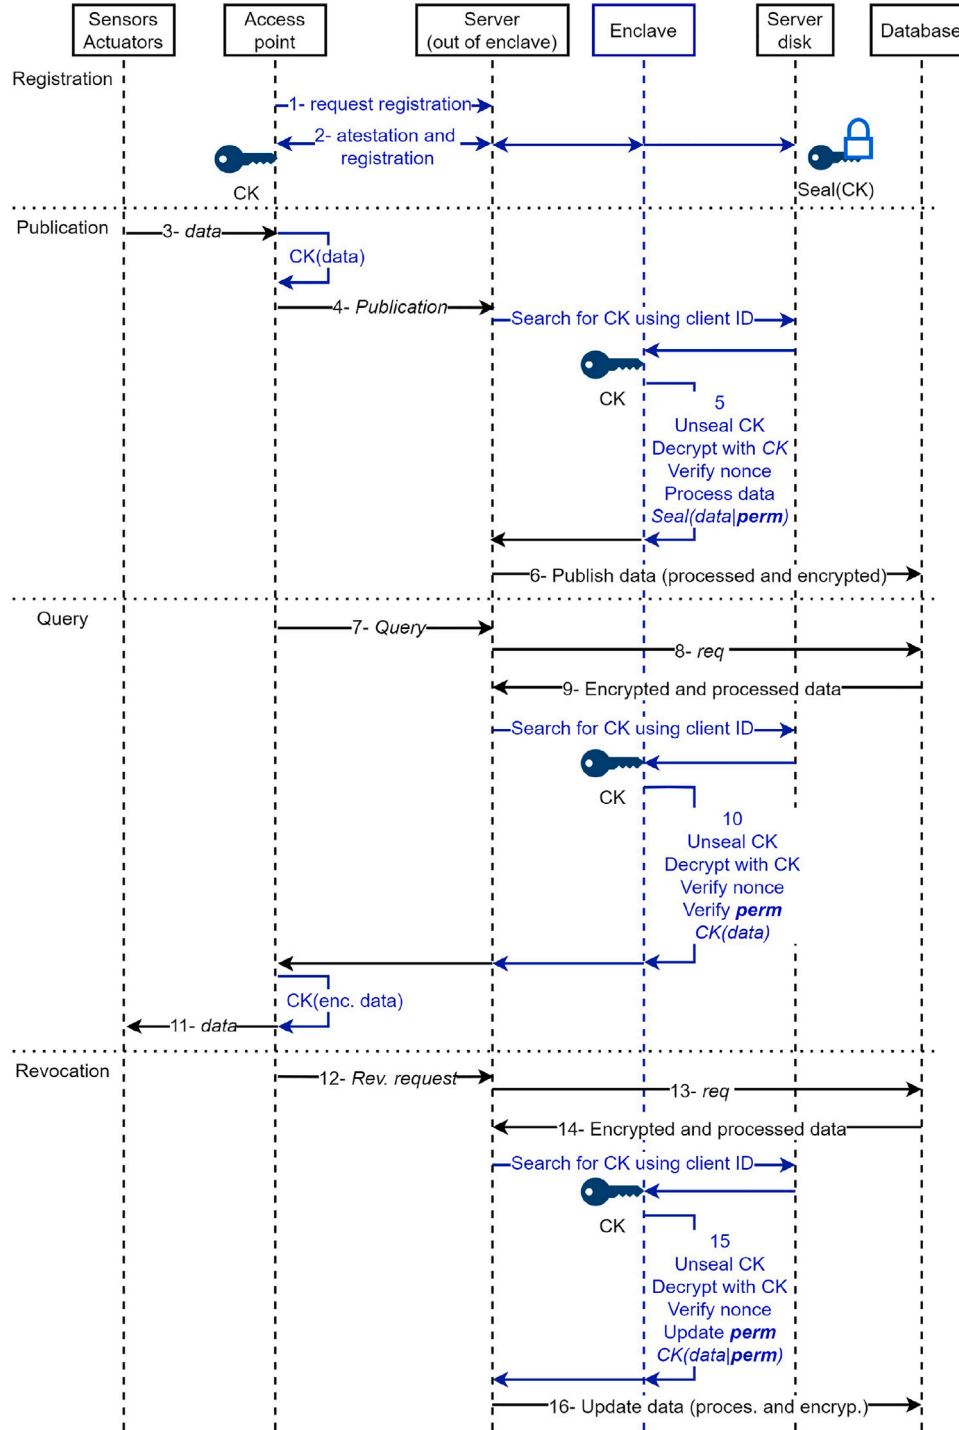 Sensors
Actuators
Access
point
Server
(out of enclave)
Enclave
Server
disk
Database
Registration
1- request registration
2- atestation and
registration
CK
Seal(CK)
Publication
3- data
CK(data)
4- Publication
Search for CK using client ID
CK
5
Unseal CK
Decrypt with CK
Verify nonce
Process data
Seal(data|perm)
6- Publish data (processed and encrypted)
Query
7- Query
8- req
9- Encrypted and processed data
Search for CK using client ID
CK
10
Unseal CK
Decrypt with CK
Verify nonce
Verify perm
CK(data)
CK(enc. data)
11- data
Revocation
12- Rev. request
13- req
14- Encrypted and processed data
Search for CK using client ID
CK
15
Unseal CK
Decrypt with CK
Verify nonce
Update perm
CK(data|perm)
16- Update data (proces. and encryp.)